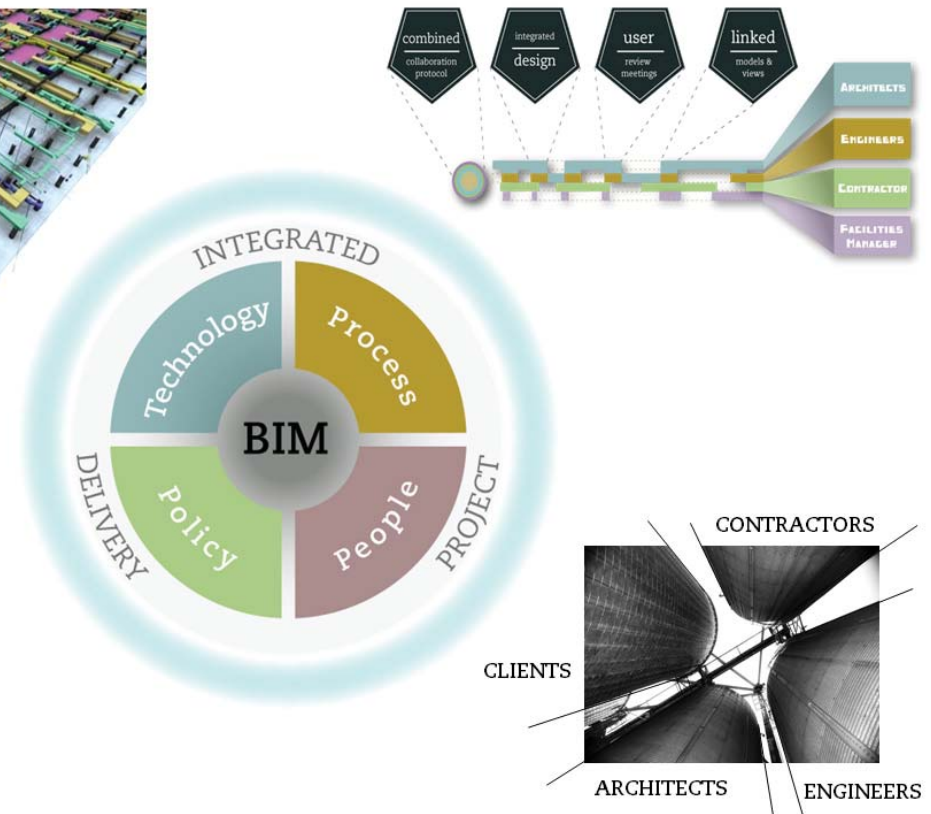 combined
collaboration
protocol
integrated
design
user
review
meetings
linked
models &
views
ARCHITECTS
ENGINEERS
CONTRACTOR
FACILITIES
MANAGER
INTEGRATED
PROJECT
DELIVERY
Technology
Process
BIM
Policy
People
CONTRACTORS
CLIENTS
ARCHITECTS
ENGINEERS